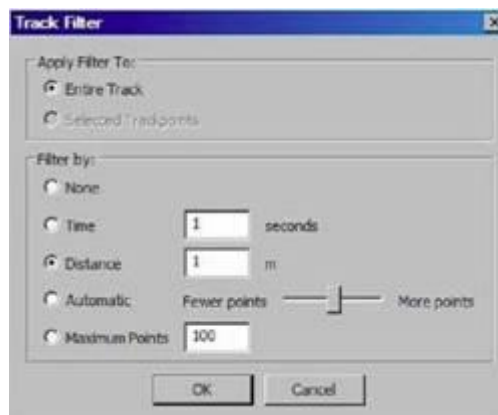 Track Filter
Apply Filter To:
Entire Track
Selected Trackpoints
Filter by:
None
Time 1 seconds
Distance 1 m
Automatic Fewer points More points
Maximum Points 100
OK Cancel